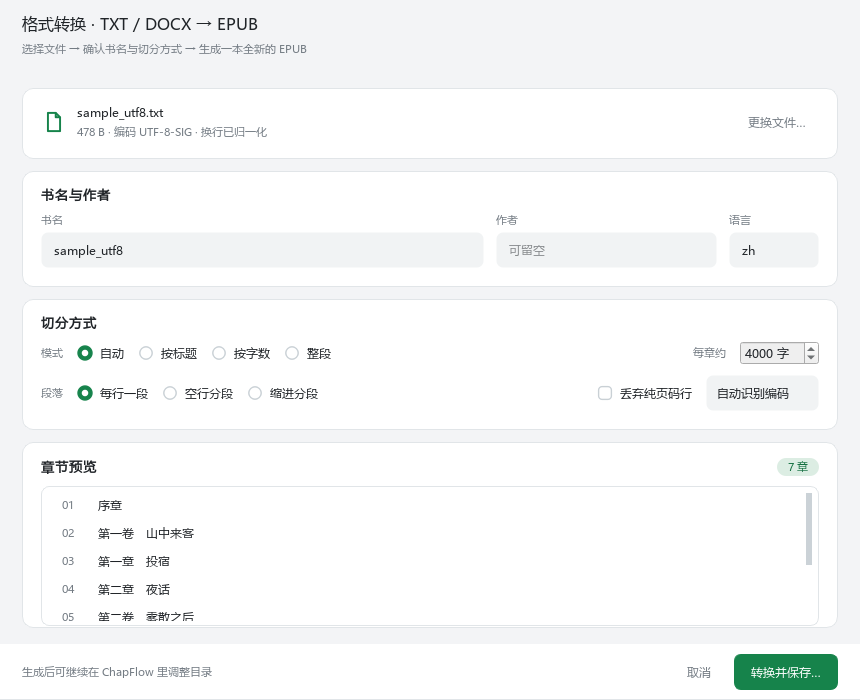 格式转换 · TXT / DOCX → EPUB
选择文件 → 确认书名与切分方式 → 生成一本全新的 EPUB
sample_utf8.txt
478 B · 编码 UTF-8-SIG · 换行已归一化
更换文件...
书名与作者
书名 作者 语言
sample_utf8 可留空 zh
切分方式
模式 自动 按标题 按字数 整段 每章约 4000 字
段落 每行一段 空行分段 缩进分段 丢弃纯页码行 自动识别编码
章节预览 7 章
01 序章
02 第一卷 山中来客
03 第一章 投宿
04 第二章 夜话
05 第二卷 雾散之后
生成后可继续在 ChapFlow 里调整目录 取消 转换并保存...